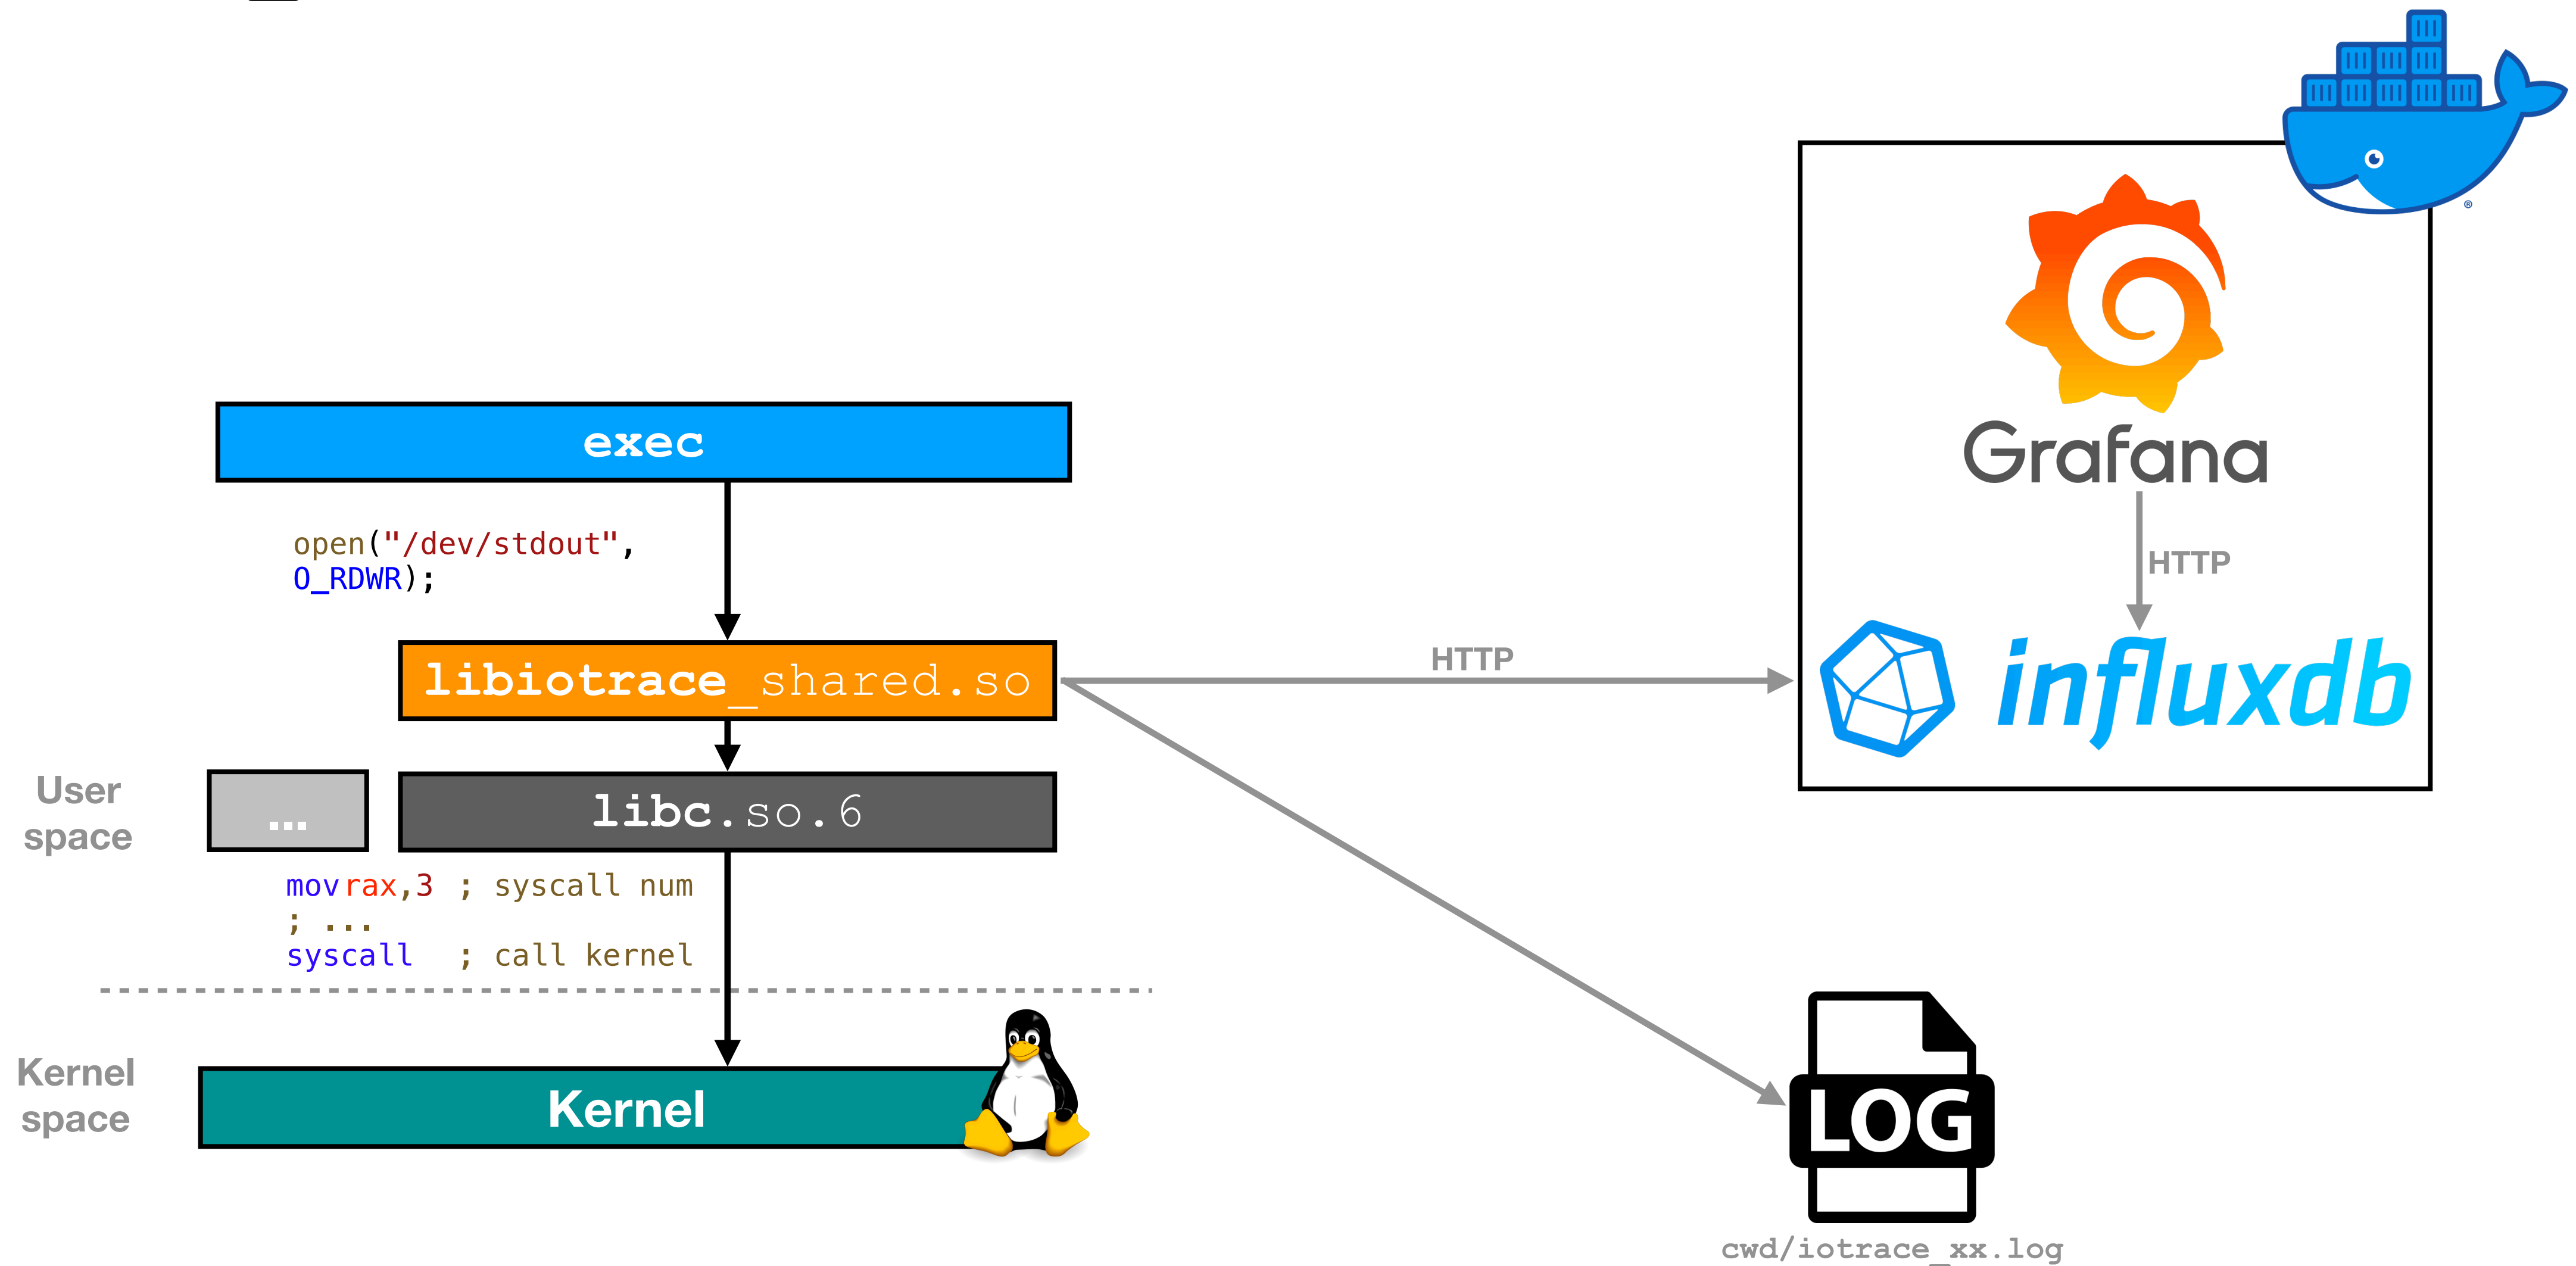 exec
open("/dev/stdout",
O_RDWR);
libiotrace_shared.so
User
space
...
libc.so.6
mov rax,3 ; syscall num
; ...
syscall ; call kernel
Kernel
space
Kernel
HTTP
Grafana
HTTP
influxdb
®
LOG
cwd/iotrace_xx.log